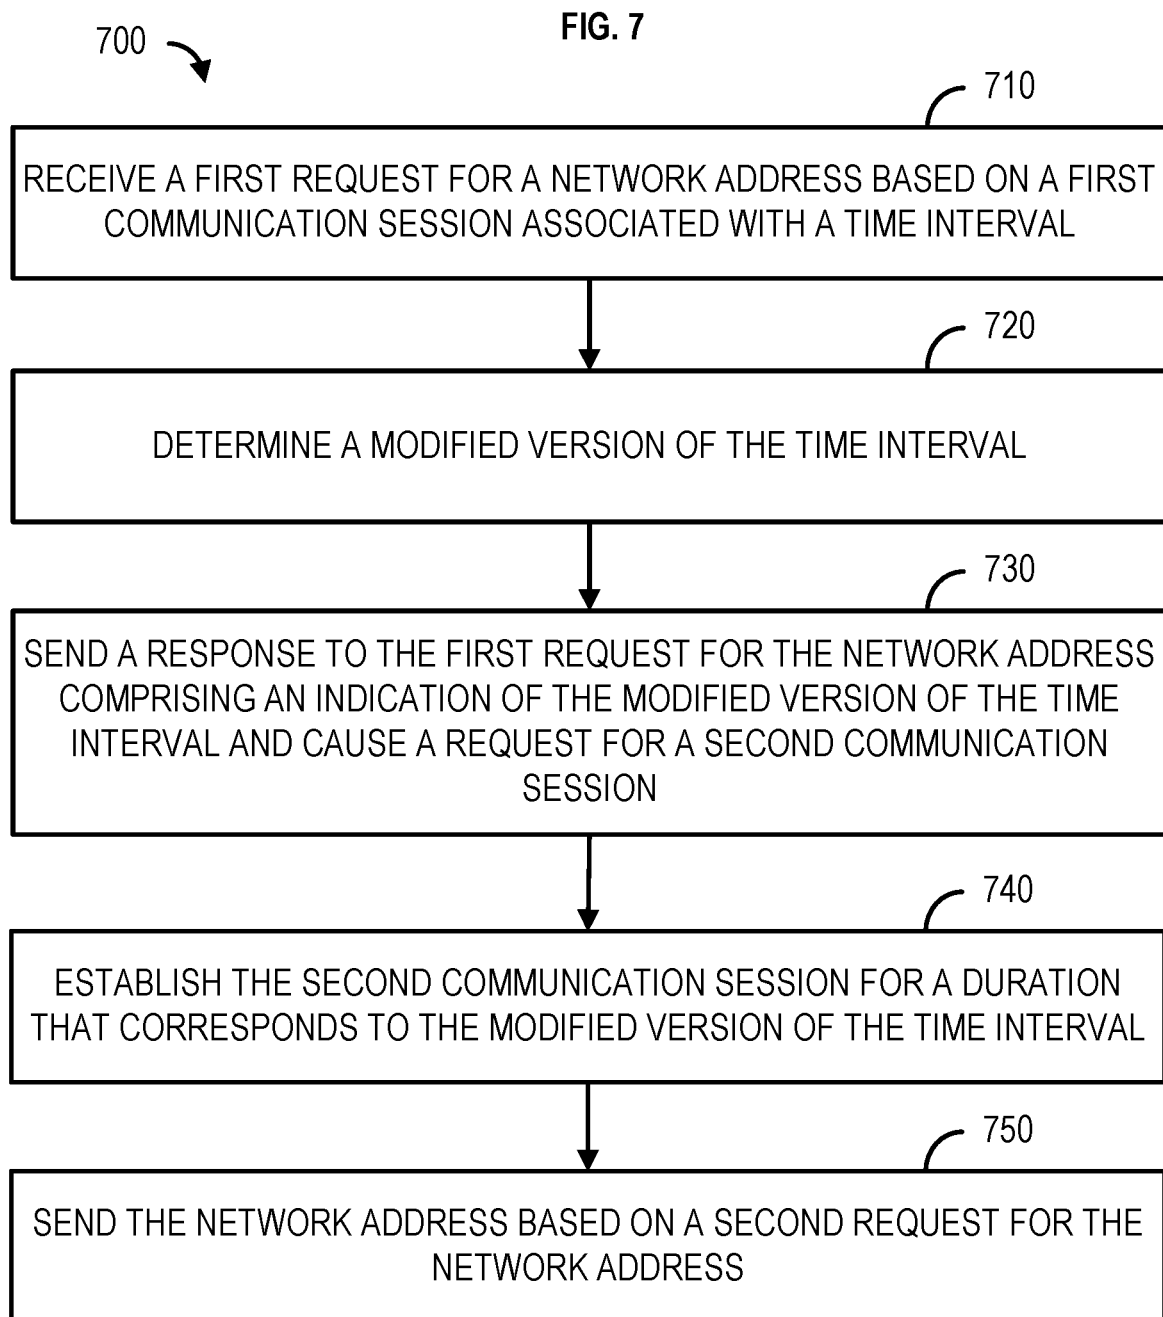 FIG. 7
700
710
RECEIVE A FIRST REQUEST FOR A NETWORK ADDRESS BASED ON A FIRST
COMMUNICATION SESSION ASSOCIATED WITH A TIME INTERVAL
720
DETERMINE A MODIFIED VERSION OF THE TIME INTERVAL
730
SEND A RESPONSE TO THE FIRST REQUEST FOR THE NETWORK ADDRESS
COMPRISING AN INDICATION OF THE MODIFIED VERSION OF THE TIME
INTERVAL AND CAUSE A REQUEST FOR A SECOND COMMUNICATION
SESSION
740
ESTABLISH THE SECOND COMMUNICATION SESSION FOR A DURATION
THAT CORRESPONDS TO THE MODIFIED VERSION OF THE TIME INTERVAL
750
SEND THE NETWORK ADDRESS BASED ON A SECOND REQUEST FOR THE
NETWORK ADDRESS